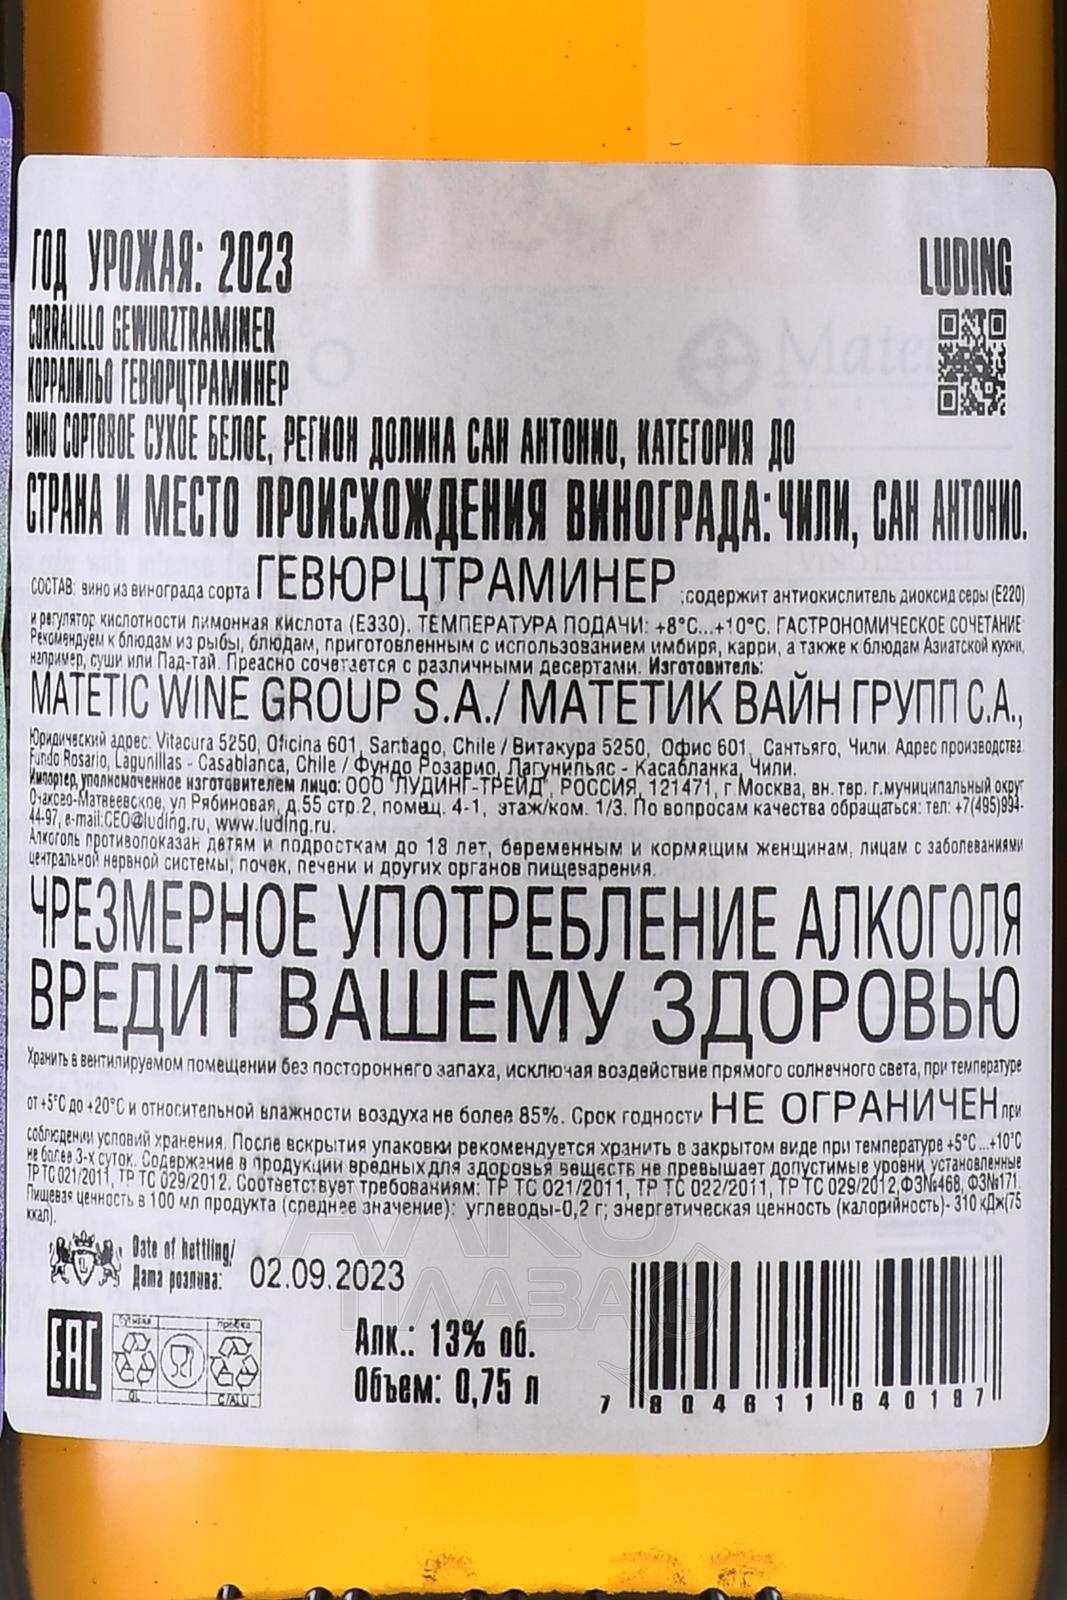 ГОД УРОЖАЯ: 2023
LUDING
CORRALILLO GEWURZTRAMINER
КОРРАЛИЛЬО ГЕВЮРЦТРАМИНЕР
ВИНО СОРТОВОЕ СУХОЕ БЕЛОЕ, РЕГИОН ДОЛИНА САН АНТОНИО, КАТЕГОРИЯ ДО
СТРАНА И МЕСТО ПРОИСХОЖДЕНИЯ ВИНОГРАДА: ЧИЛИ, САН АНТОНИО.
СОСТАВ: вино из винограда сорта ГЕВЮРЦТРАМИНЕР ;содержит антиокислитель диоксид серы (Е220)
и регулятор кислотности лимонная кислота (Е330). ТЕМПЕРАТУРА ПОДАЧИ: +8°С...+10°С. ГАСТРОНОМИЧЕСКОЕ СОЧЕТАНИЕ
Рекомендуем к блюдам из рыбы, блюдам, приготовленным с использованием имбиря, карри, а также к блюдам Азиатской кухни,
например, суши или Пад-тай. Преасно сочетается с различными десертами. Изготовитель:
MATETIC WINE GROUP S.A./ МАТЕТИК ВАЙН ГРУПП С.А.,
Юридический адрес: Vitacura 5250, Oficina 601, Santiago, Chile / Витакура 5250, Офис 601, Сантьяго, Чили. Адрес производства:
Fundo Rosario, Lagunillas - Casablanca, Chile / Фундо Розарио, Лагунильяс - Касабланка, Чили.
Импортер, уполномоченное изготовителем лицо: ООО "ЛУДИНГ-ТРЕЙД", РОССИЯ, 121471, г. Москва, вн. тер. г.муниципальный округ
Очаково-Матвеевское, ул Рябиновая, д.55 стр.2, помещ. 4-1, этаж/ком. 1/3. По вопросам качества обращаться: тел: +7(495)994-
44-97, e-mail:CEO@luding.ru, www.luding.ru.
Алкоголь противопоказан детям и подросткам до 18 лет, беременным и кормящим женщинам, лицам с заболеваниями
центральной нервной системы, почек, печени и других органов пищеварения.
ЧРЕЗМЕРНОЕ УПОТРЕБЛЕНИЕ АЛКОГОЛЯ
ВРЕДИТ ВАШЕМУ ЗДОРОВЬЮ
Хранить в вентилируемом помещении без постороннего запаха, исключая воздействие прямого солнечного света, при температуре
от +5°С до +20°С и относительной влажности воздуха не более 85%. Срок годности НЕ ОГРАНИЧЕН при
соблюдении условий хранения. После вскрытия упаковки рекомендуется хранить в закрытом виде при температуре +5°С ...+10°С
не более 3-х суток. Содержание в продукции вредных для здоровья веществ не превышает допустимые уровни, установленные
ТР ТС 021/2011, ТР ТС 029/2012. Соответствует требованиям: ТР ТС 021/2011, ТР ТС 022/2011, ТР ТС 029/2012, ФЗ№468, ФЗ№171.
Пищевая ценность в 100 мл продукта (среднее значение): углеводы-0,2 г; энергетическая ценность (калорийность)- 310 кДж(75
ккал).
Date of bottling/
Дата розлива: 02.09.2023
EAC
бутылка пробка
GL C/ALU
Алк.: 13% об.
Объем: 0,75 л
7 804611 840187
АЛКО
ПЛАЗА